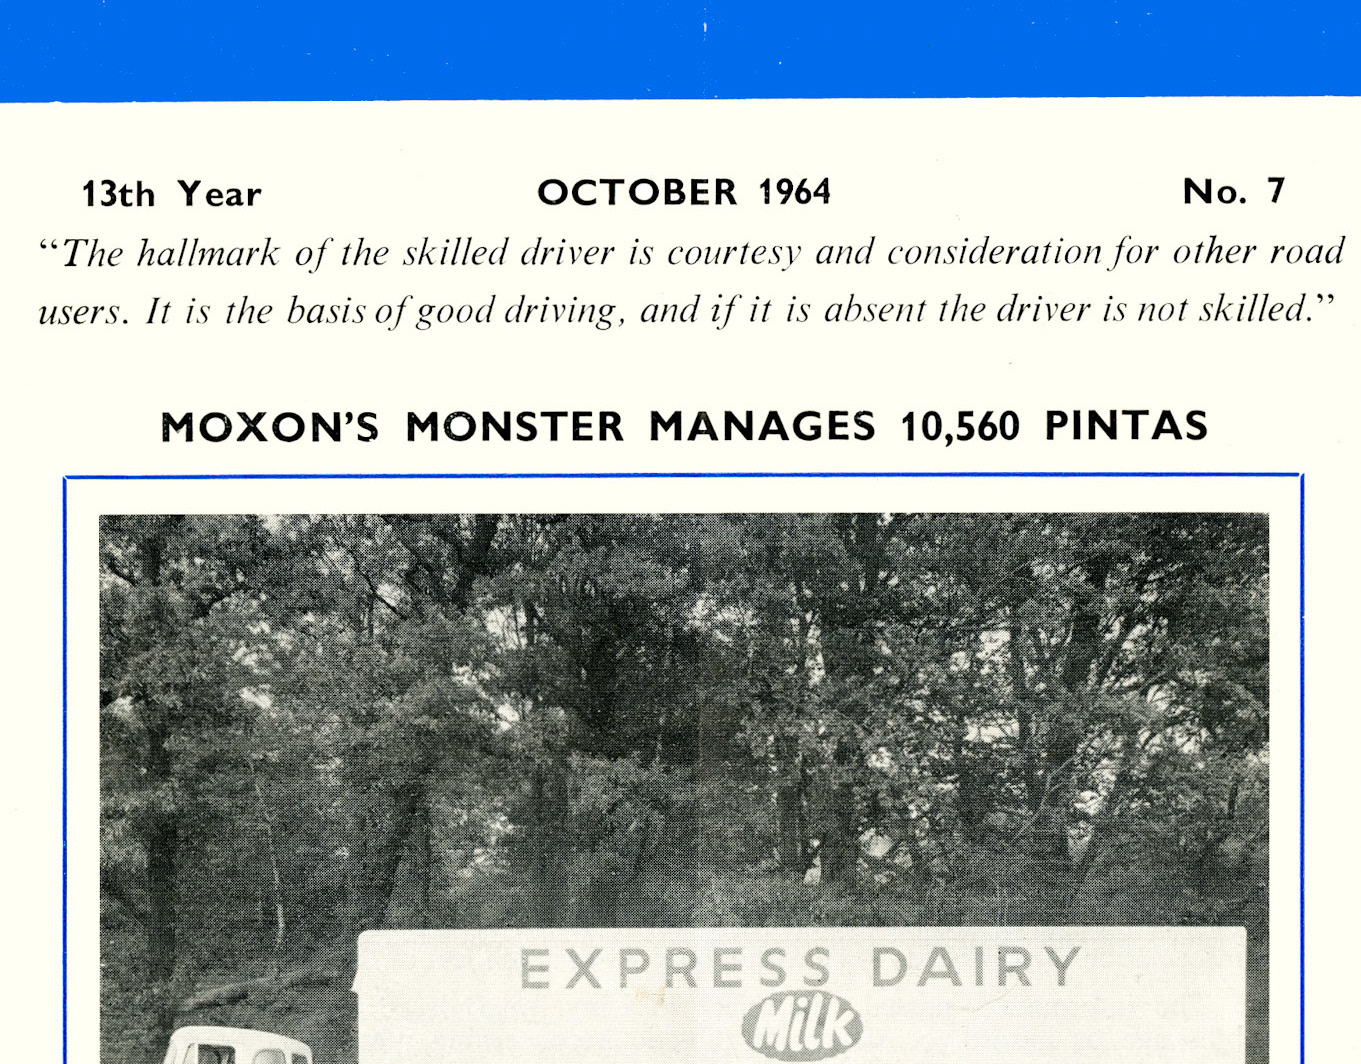 13th Year OCTOBER 1964 No. 7
“The hallmark of the skilled driver is courtesy and consideration for other road
users. It is the basis of good driving, and if it is absent the driver is not skilled.”
MOXON'S MONSTER MANAGES 10,560 PINTAS
EXPRESS DAIRY
Milk